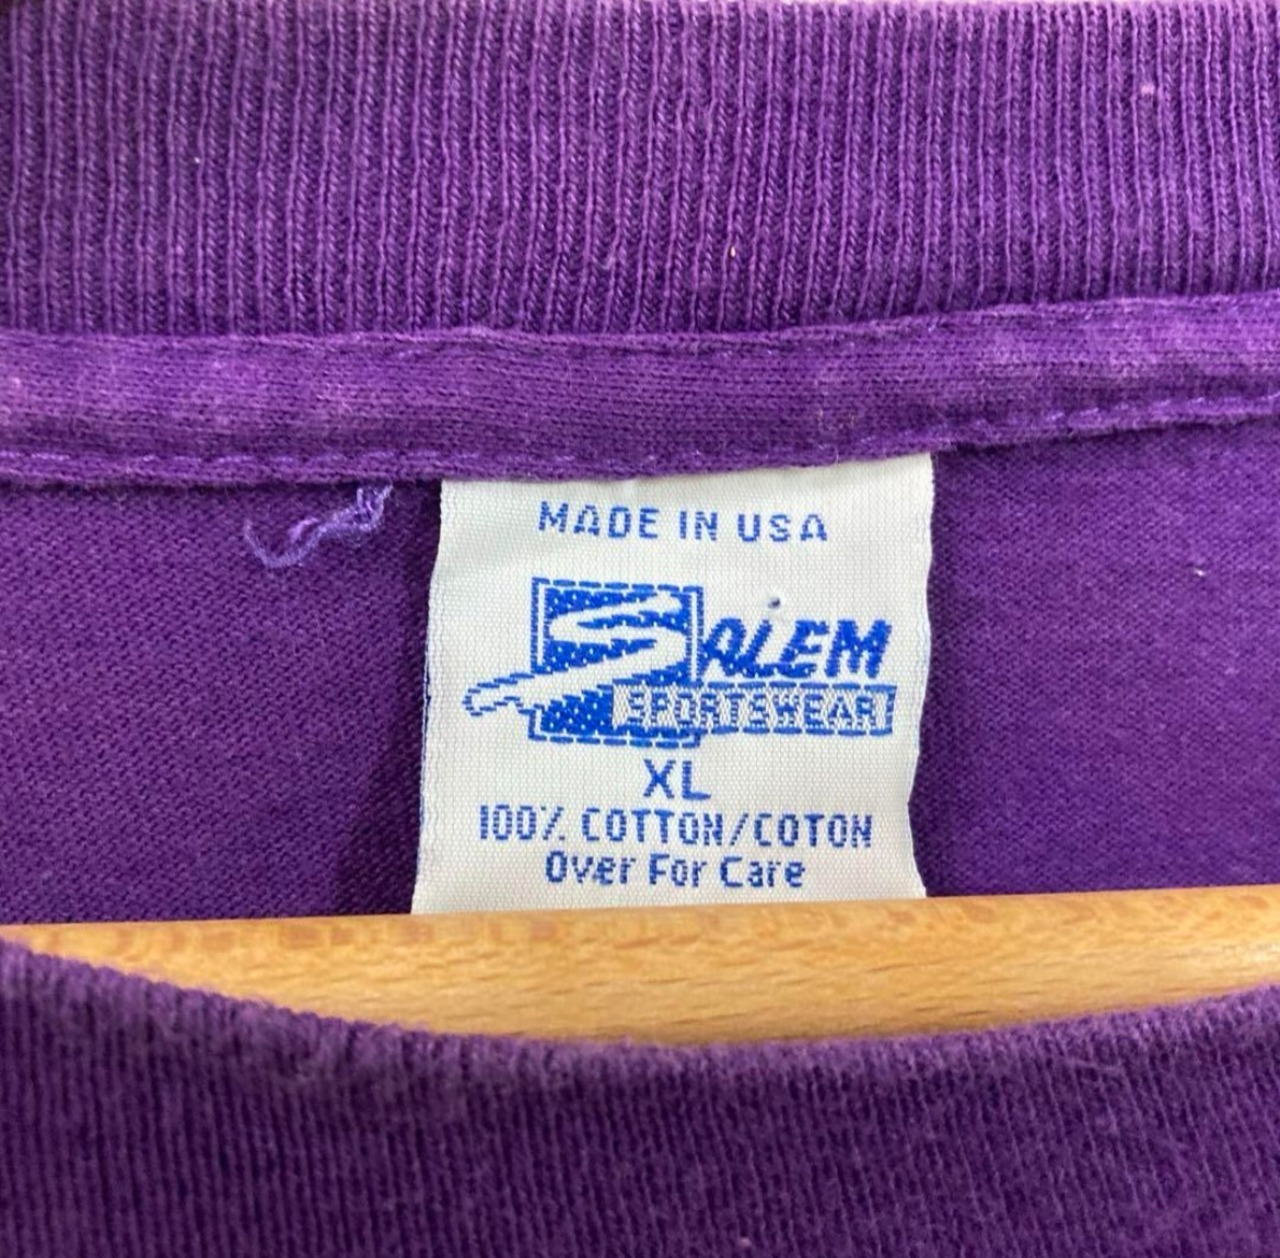 MADE IN USA
SALEM
SPORTSWEAR
XL
100% COTTON/COTON
Over For Care